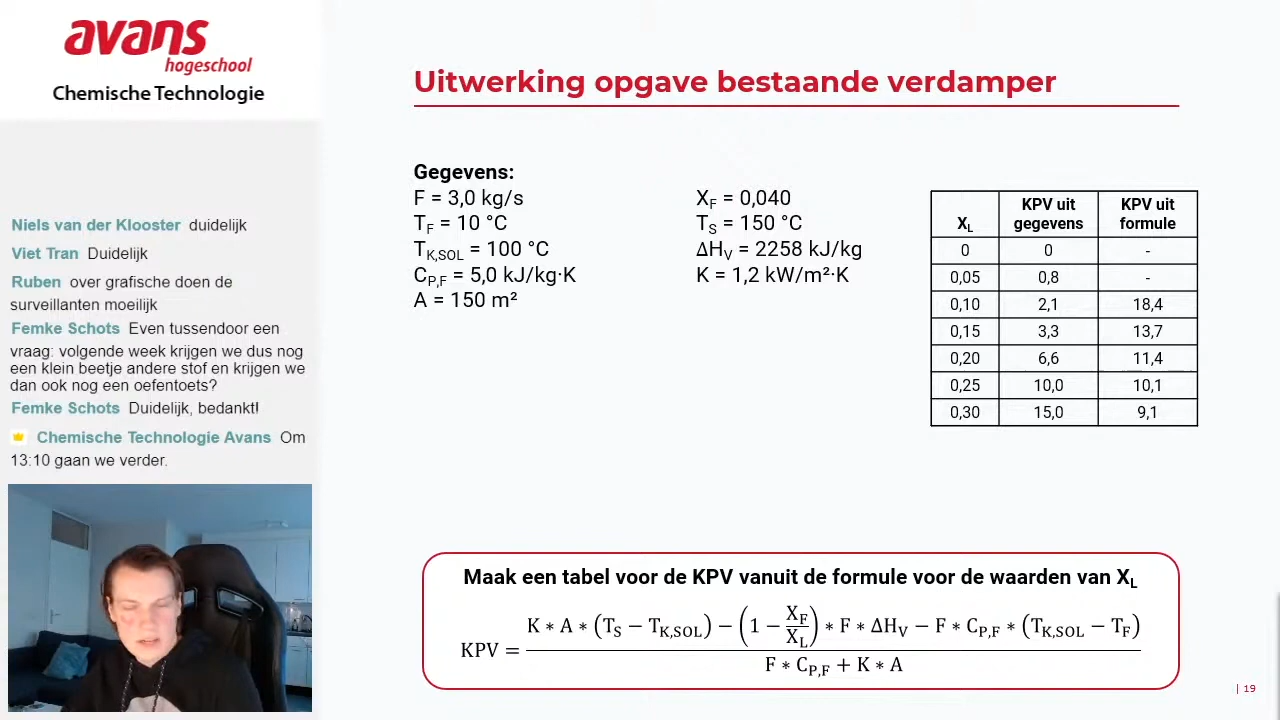 avans
hogeschool
Chemische Technologie
Niels van der Klooster duidelijk
Viet Tran Duidelijk
Ruben over grafische doen de
surveillanten moeilijk
Femke Schots Even tussendoor een
vraag: volgende week krijgen we dus nog
een klein beetje andere stof en krijgen we
dan ook nog een oefentoets?
Femke Schots Duidelijk, bedankt!
Chemische Technologie Avans Om
13:10 gaan we verder.
Uitwerking opgave bestaande verdamper
Gegevens:
F = 3,0 kg/s
T_F = 10 °C
T_K,SOL = 100 °C
C_P,F = 5,0 kJ/kg·K
A = 150 m²
X_F = 0,040
T_S = 150 °C
ΔH_V = 2258 kJ/kg
K = 1,2 kW/m²·K
X_L | KPV uit gegevens | KPV uit formule
0 | 0 | -
0,05 | 0,8 | -
0,10 | 2,1 | 18,4
0,15 | 3,3 | 13,7
0,20 | 6,6 | 11,4
0,25 | 10,0 | 10,1
0,30 | 15,0 | 9,1
Maak een tabel voor de KPV vanuit de formule voor de waarden van X_L
KPV = (K ∗ A ∗ (T_S − T_K,SOL) − (1 − X_F/X_L) ∗ F ∗ ΔH_V − F ∗ C_P,F ∗ (T_K,SOL − T_F)) / (F ∗ C_P,F + K ∗ A)
| 19